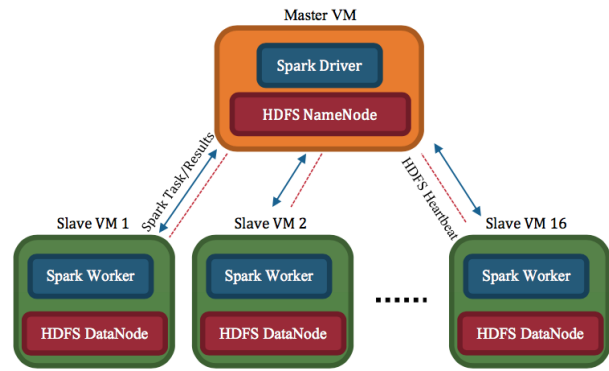 Master VM
Spark Driver
HDFS NameNode
Spark Task/Results
HDFS Heartbeat
Slave VM 1
Slave VM 2
Slave VM 16
Spark Worker
Spark Worker
Spark Worker
HDFS DataNode
HDFS DataNode
HDFS DataNode